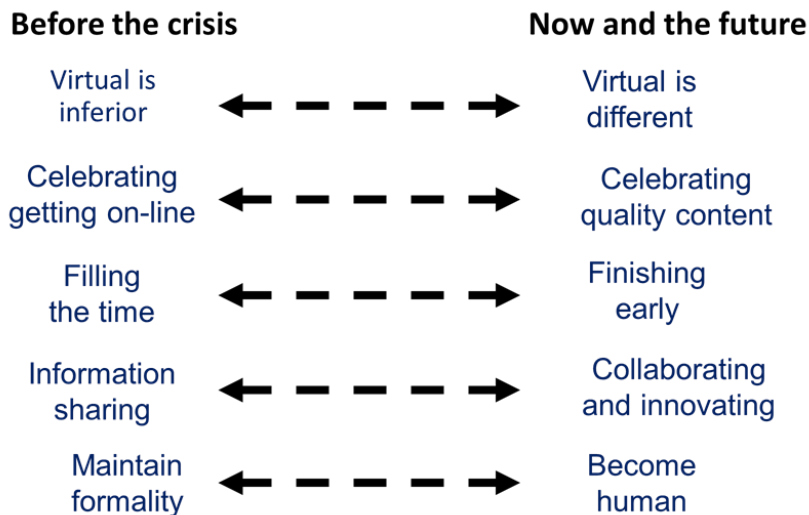 Before the crisis
Now and the future
Virtual is
inferior
Virtual is
different
Celebrating
getting on-line
Celebrating
quality content
Filling
the time
Finishing
early
Information
sharing
Collaborating
and innovating
Maintain
formality
Become
human